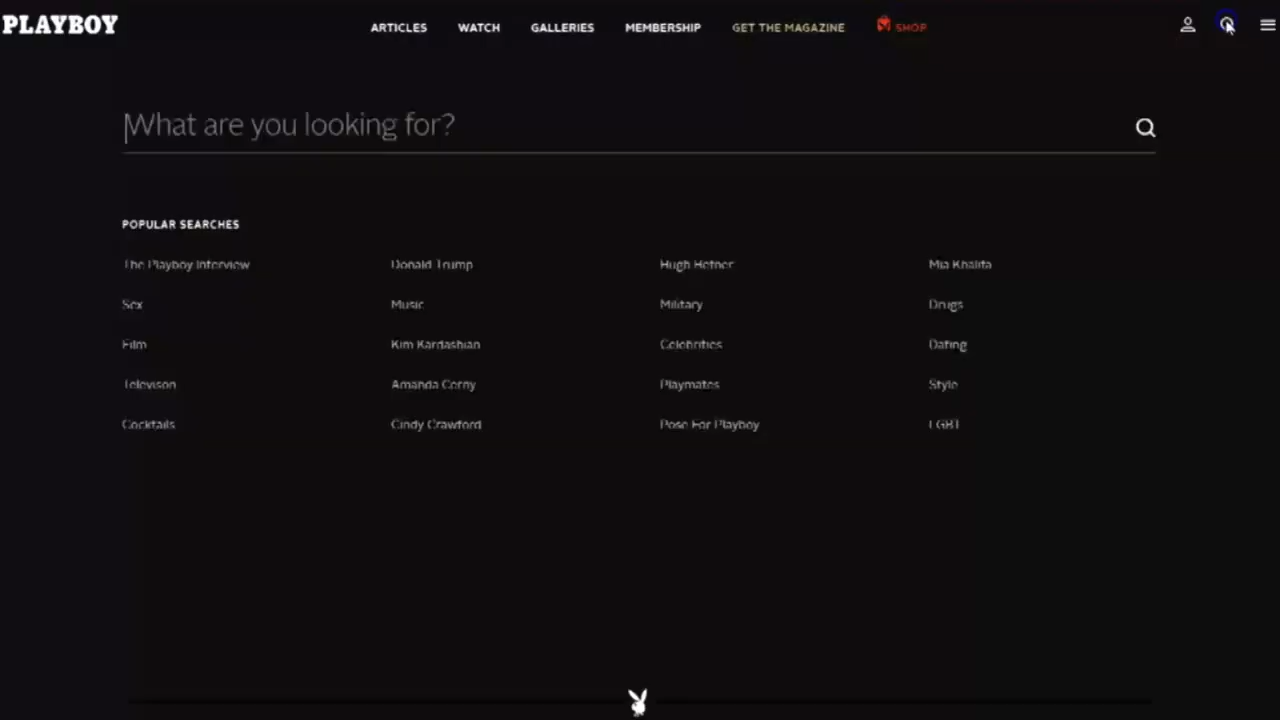 PLAYBOY ARTICLES WATCH GALLERIES MEMBERSHIP GET THE MAGAZINE SHOP
What are you looking for?
POPULAR SEARCHES
The Playboy Interview Donald Trump Hugh Hefner Mia Khalifa
Sex Music Military Drugs
Film Kim Kardashian Celebrities Dating
Televison Amanda Cerny Playmates Style
Cocktails Cindy Crawford Pose For Playboy LGBT